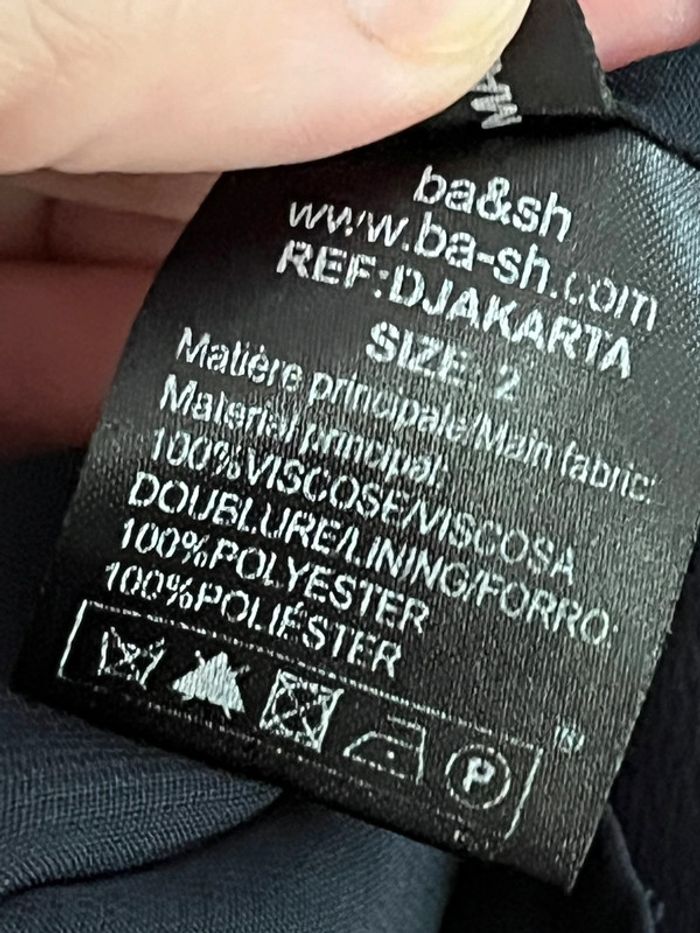 ba&sh
www.ba-sh.com
REF:DJAKARTA
SIZE: 2
Matière principale/Main fabric:
Material principal:
100%VISCOSE/VISCOSA
DOUBLURE/LINING/FORRO:
100%POLYESTER
100%POLIÉSTER
P